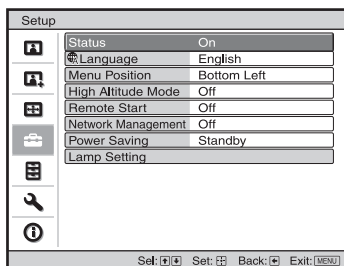 Setup
Status On
Language English
Menu Position Bottom Left
High Altitude Mode Off
Remote Start Off
Network Management Off
Power Saving Standby
Lamp Setting
Sel: Set: Back: Exit: MENU